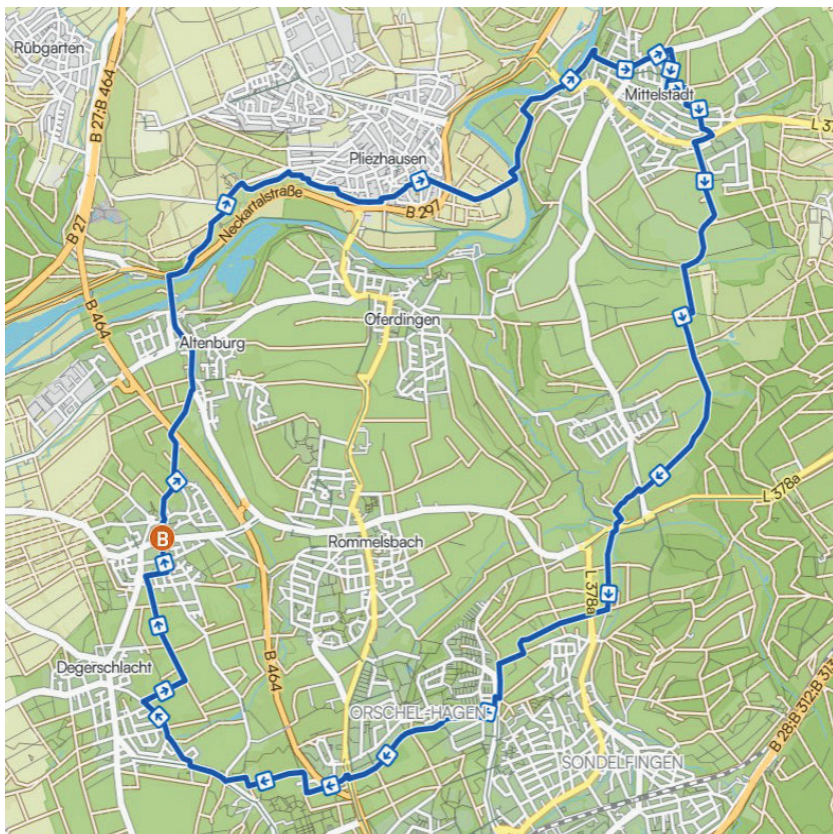 Rübgarten
B 27;B 464
Mittelstadt
L 3
Pliezhausen
Neckartalstraße
B 297
B 27
B 464
Oferdingen
Altenburg
L 378a
B
Rommelsbach
L 378a
Degerschlacht
B 464
ORSCHEL-HAGEN
SONDELFINGEN
B 28;B 312;B 31